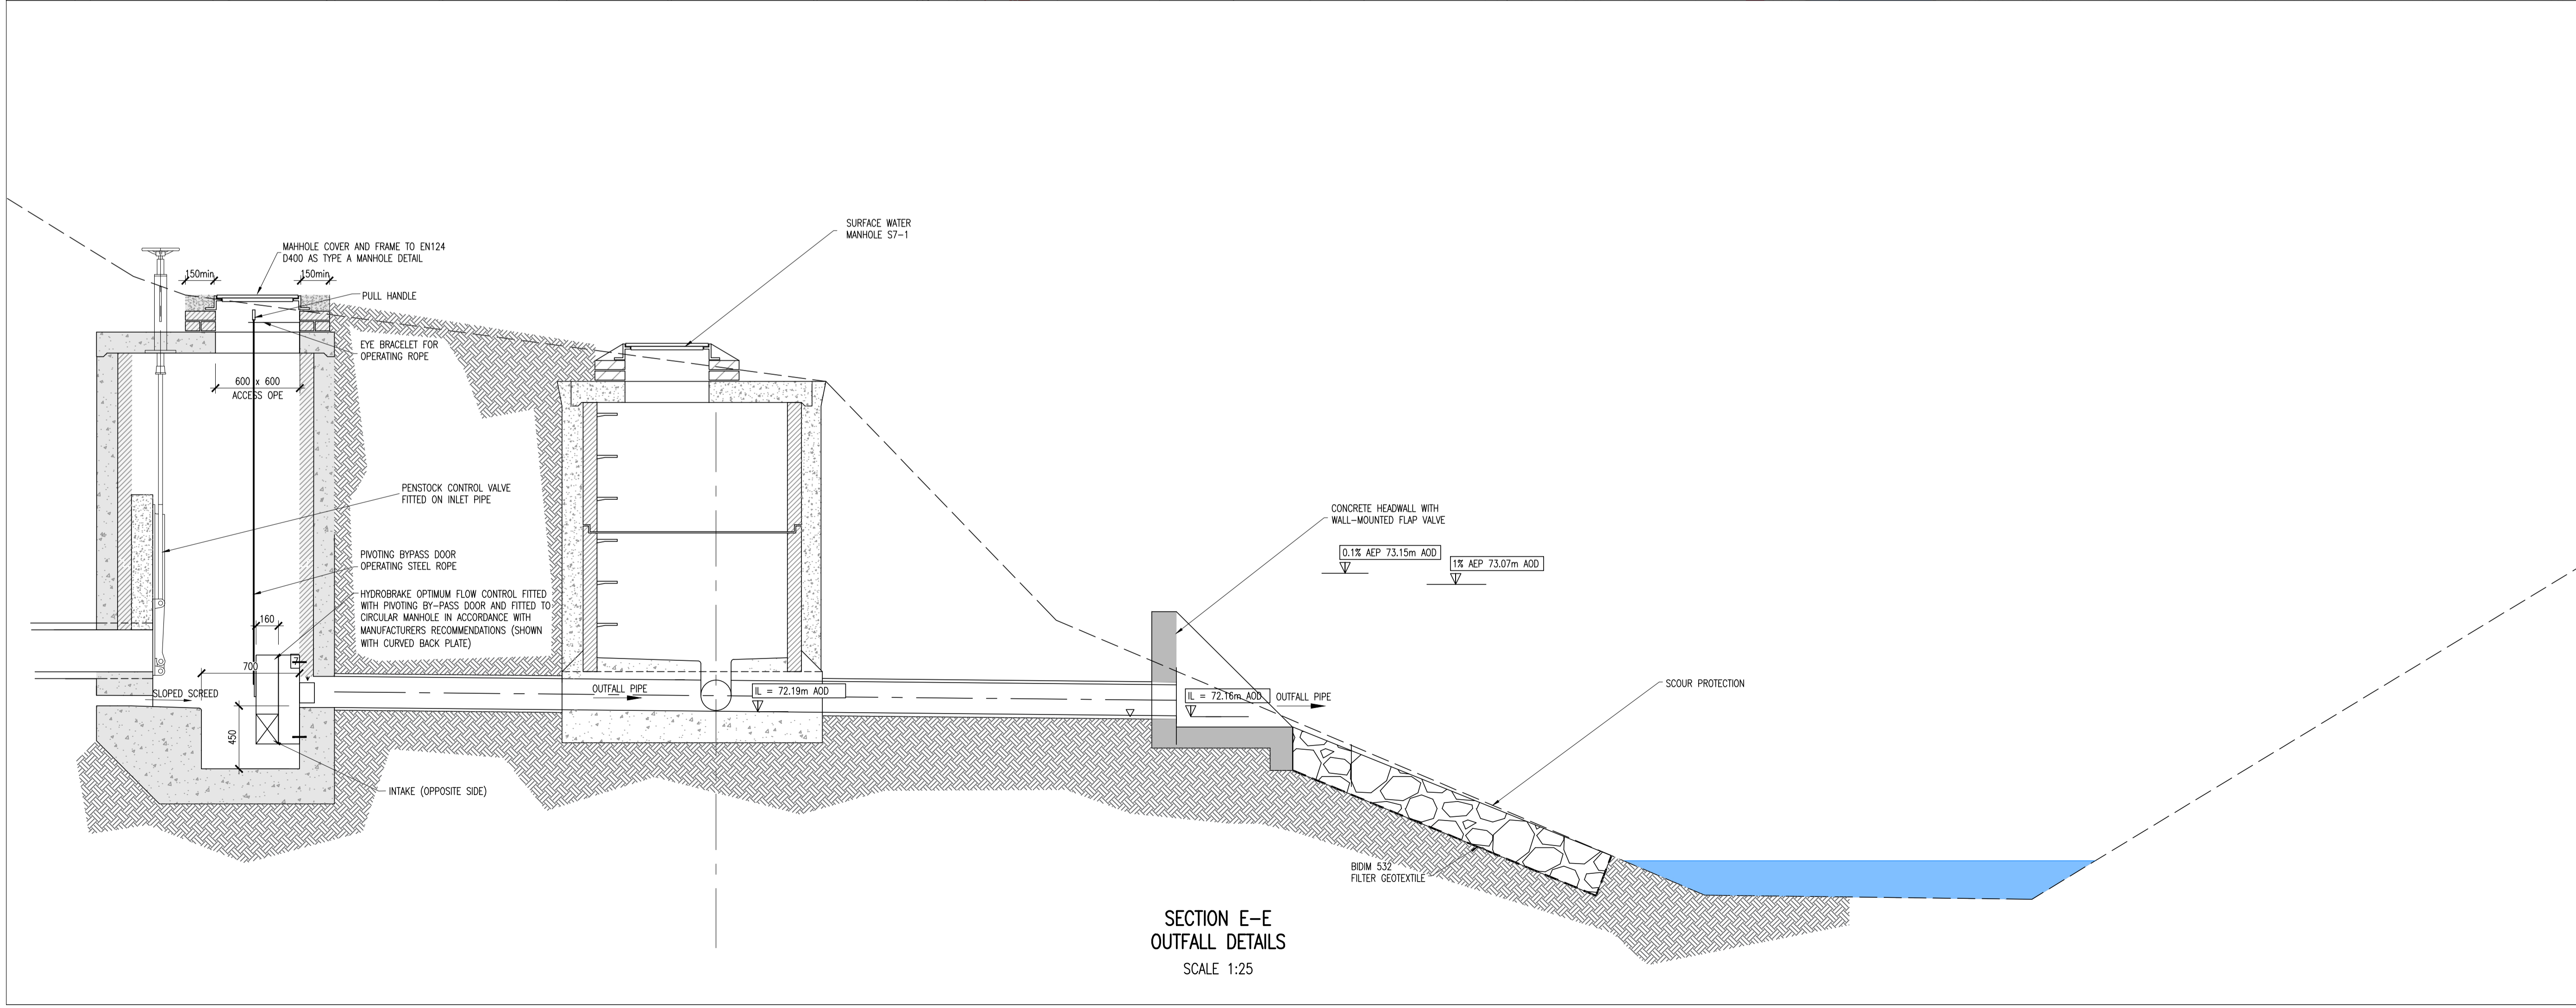 SURFACE WATER
MANHOLE S7-1
MAHHOLE COVER AND FRAME TO EN124
D400 AS TYPE A MANHOLE DETAIL
150min
150min
PULL HANDLE
EYE BRACELET FOR
OPERATING ROPE
600 x 600
ACCESS OPE
PENSTOCK CONTROL VALVE
FITTED ON INLET PIPE
CONCRETE HEADWALL WITH
WALL-MOUNTED FLAP VALVE
0.1% AEP 73.15m AOD
1% AEP 73.07m AOD
PIVOTING BYPASS DOOR
OPERATING STEEL ROPE
HYDROBRAKE OPTIMUM FLOW CONTROL FITTED
WITH PIVOTING BY-PASS DOOR AND FITTED TO
CIRCULAR MANHOLE IN ACCORDANCE WITH
MANUFACTURERS RECOMMENDATIONS (SHOWN
WITH CURVED BACK PLATE)
160
700
SLOPED SCREED
OUTFALL PIPE
IL = 72.19m AOD
IL = 72.16m AOD
OUTFALL PIPE
SCOUR PROTECTION
450
INTAKE (OPPOSITE SIDE)
BIDIM 532
FILTER GEOTEXTILE
SECTION E-E
OUTFALL DETAILS
SCALE 1:25